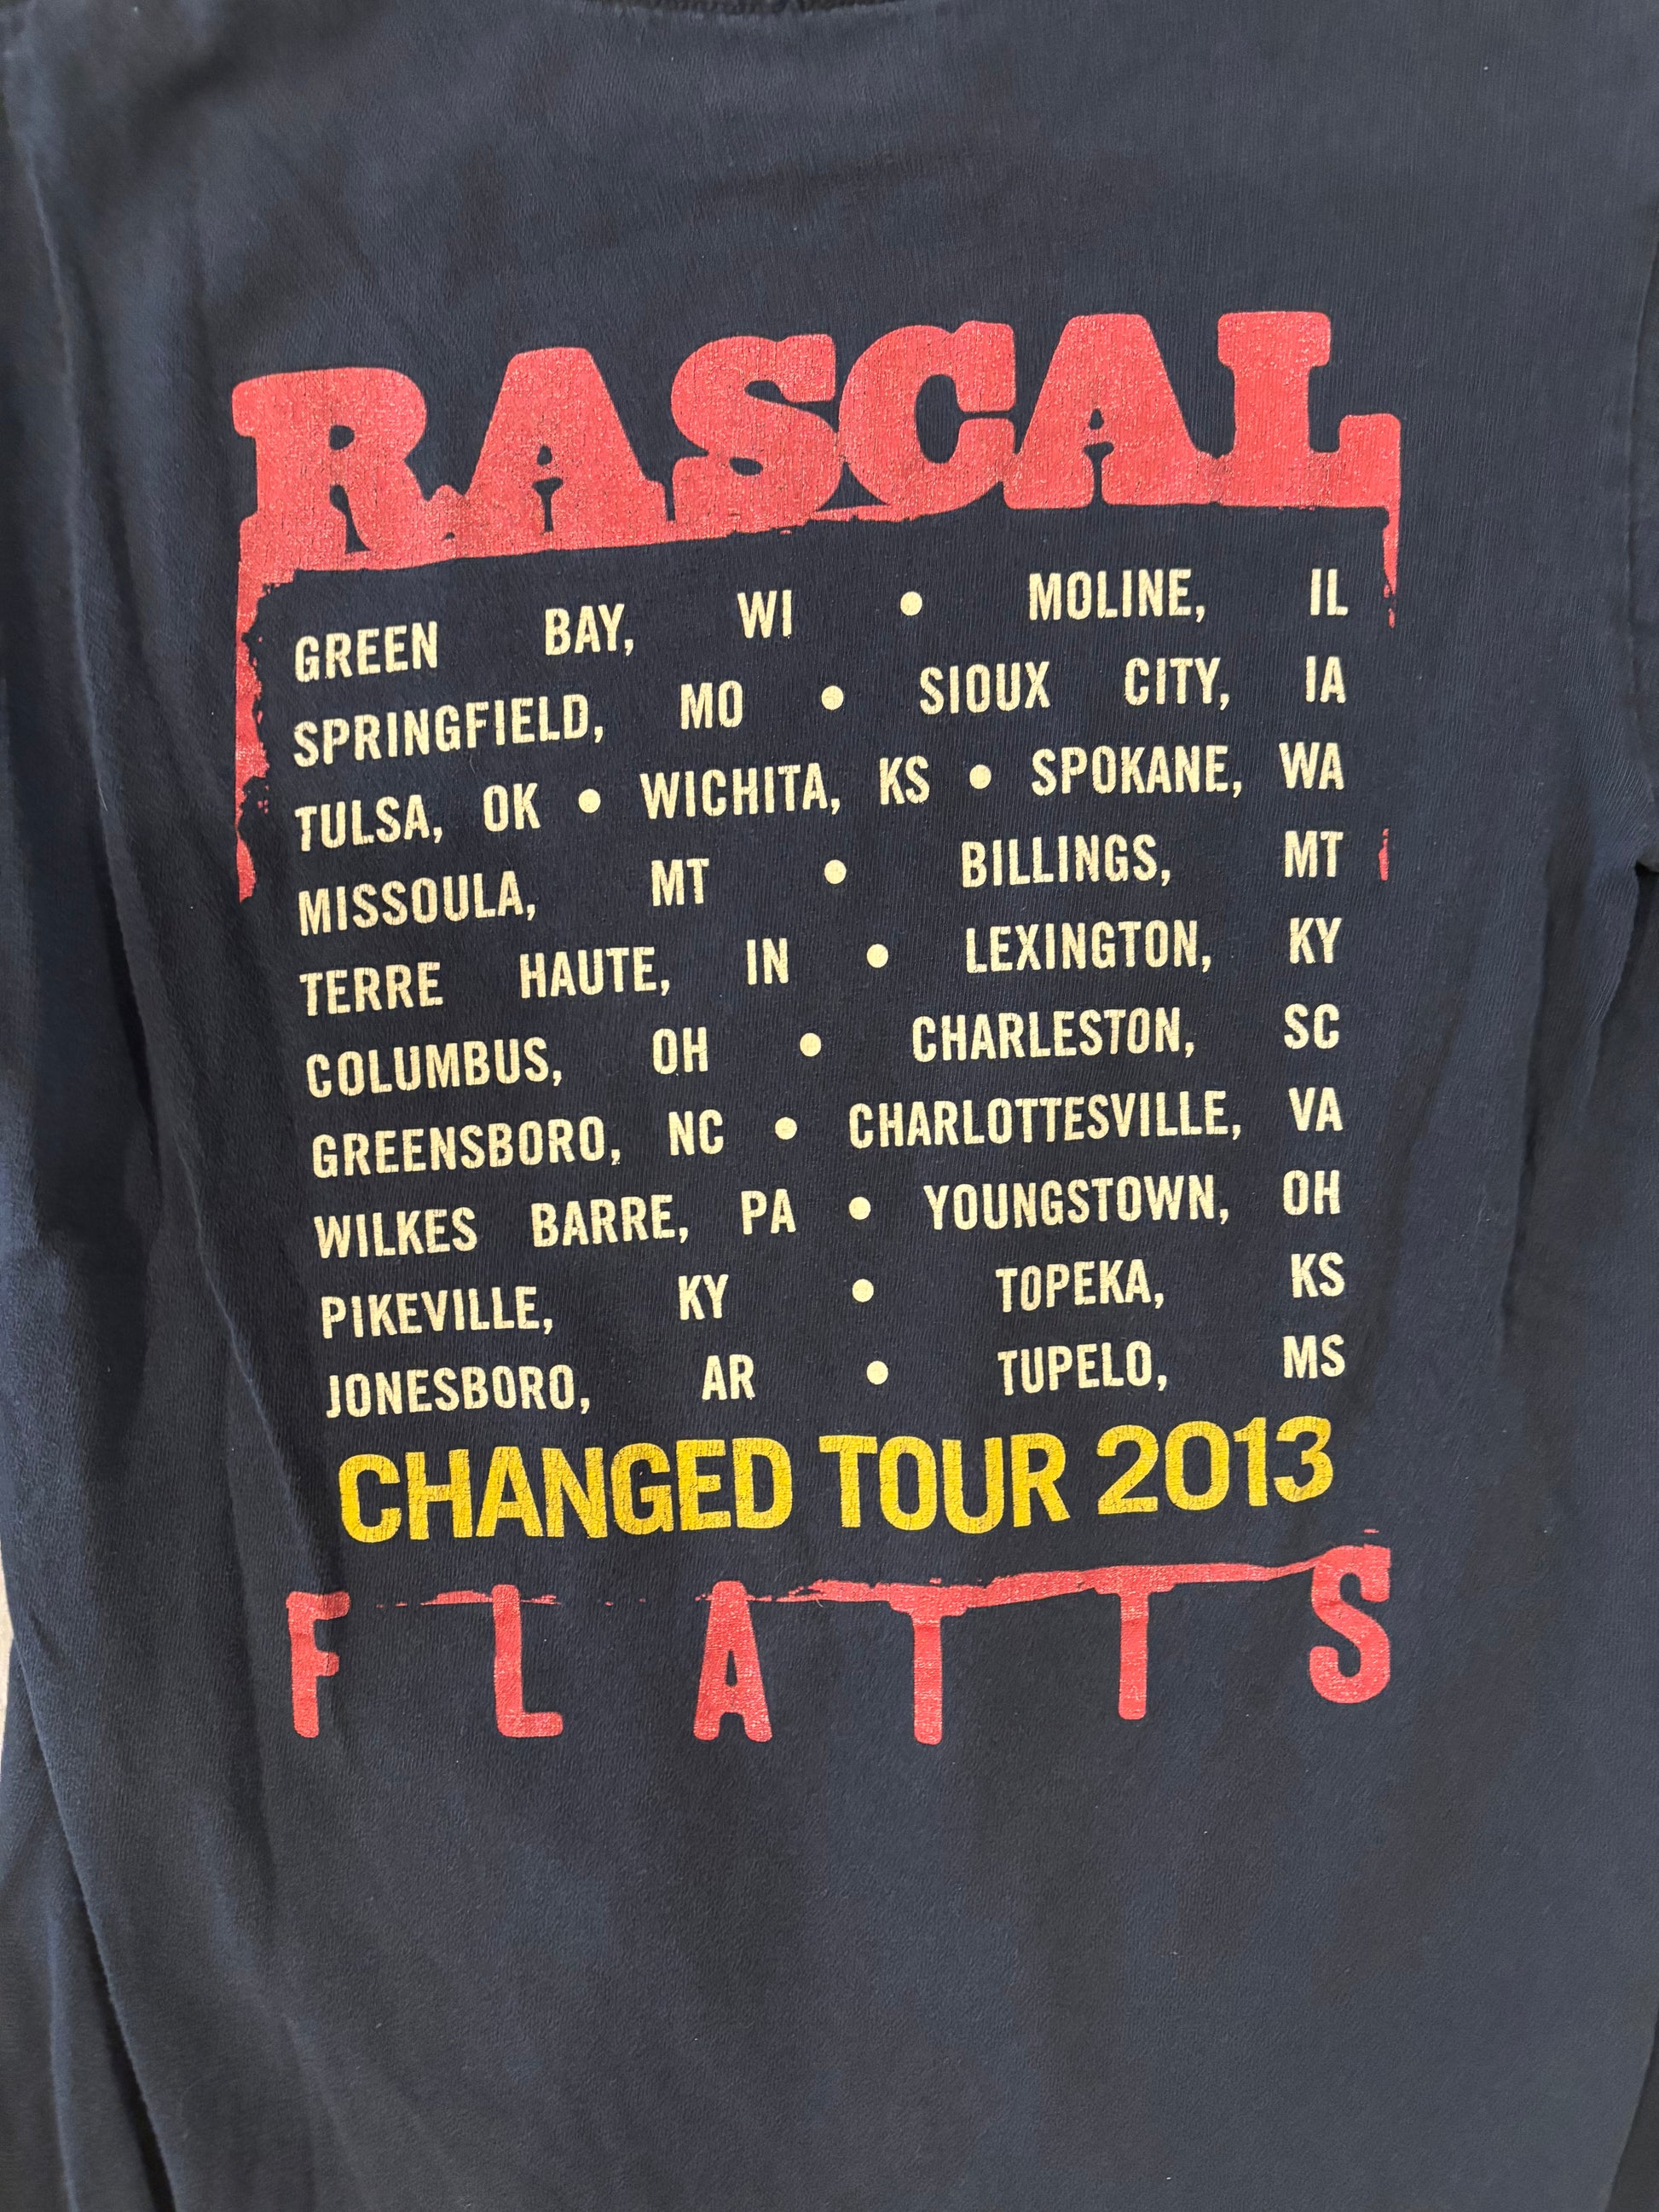 RASCAL
GREEN BAY, WI • MOLINE, IL
SPRINGFIELD, MO • SIOUX CITY, IA
TULSA, OK • WICHITA, KS • SPOKANE, WA
MISSOULA, MT • BILLINGS, MT
TERRE HAUTE, IN • LEXINGTON, KY
COLUMBUS, OH • CHARLESTON, SC
GREENSBORO, NC • CHARLOTTESVILLE, VA
WILKES BARRE, PA • YOUNGSTOWN, OH
PIKEVILLE, KY • TOPEKA, KS
JONESBORO, AR • TUPELO, MS
CHANGED TOUR 2013
FLATTS